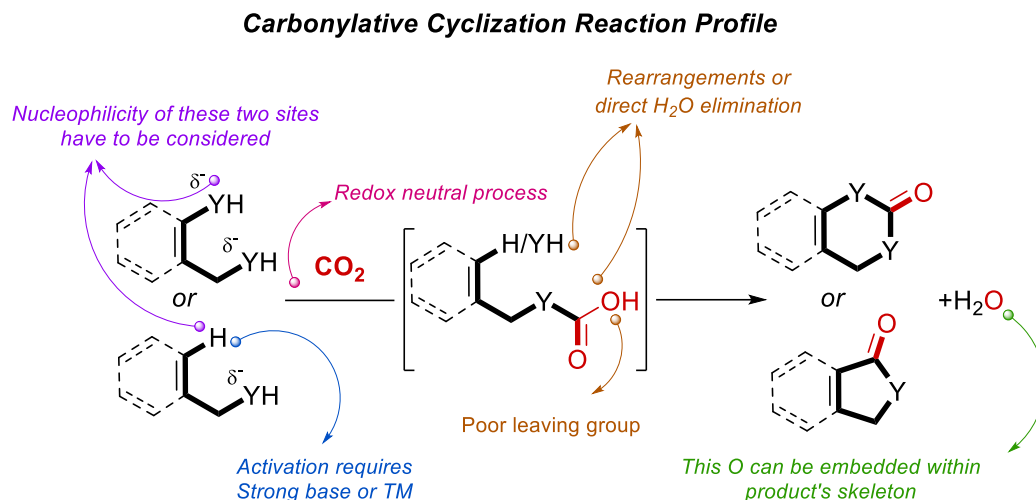 Carbonylative Cyclization Reaction Profile
Nucleophilicity of these two sites
have to be considered
Rearrangements or
direct H₂O elimination
Redox neutral process
δ⁻
YH
δ⁻
YH
or
H
δ⁻
YH
CO₂
H/YH
Y
OH
O
Y
O
Y
or
O
Y
+H₂O
Poor leaving group
Activation requires
Strong base or TM
This O can be embedded within
product's skeleton